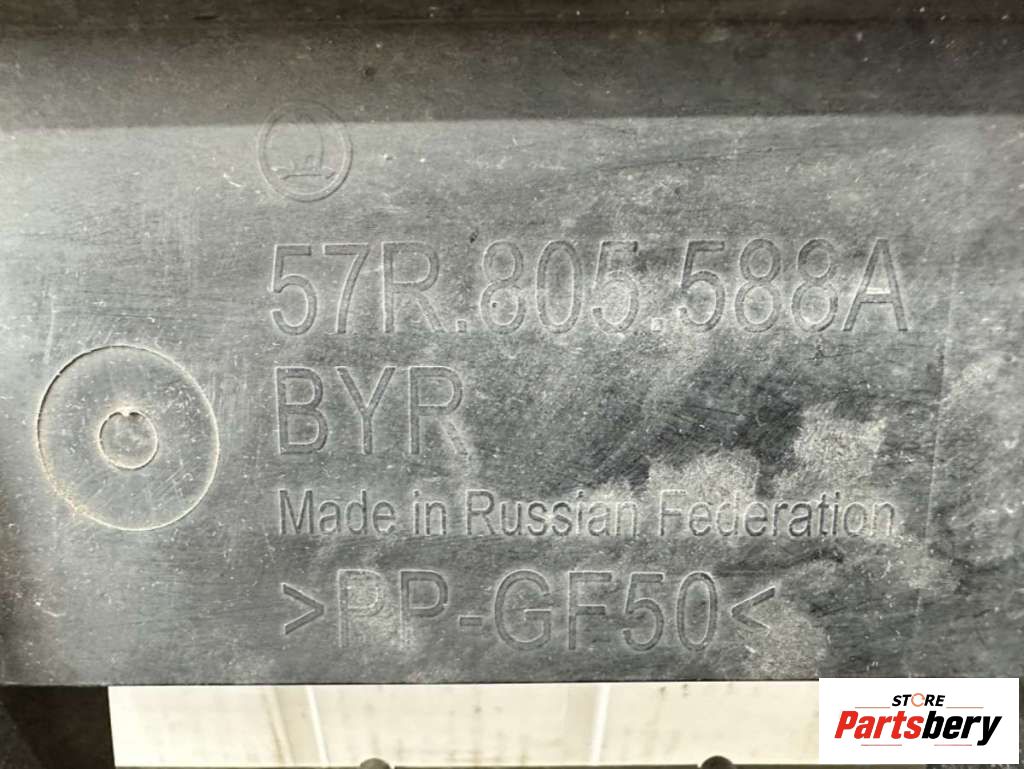 57R.805.588A
BYR
Made in Russian Federation
>PP-GF50<
STORE
Partsbery